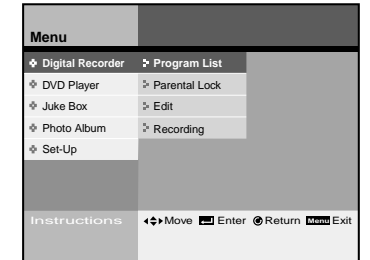 Menu
Digital Recorder Program List
DVD Player Parental Lock
Juke Box Edit
Photo Album Recording
Set-Up
Instructions Move Enter Return Menu Exit